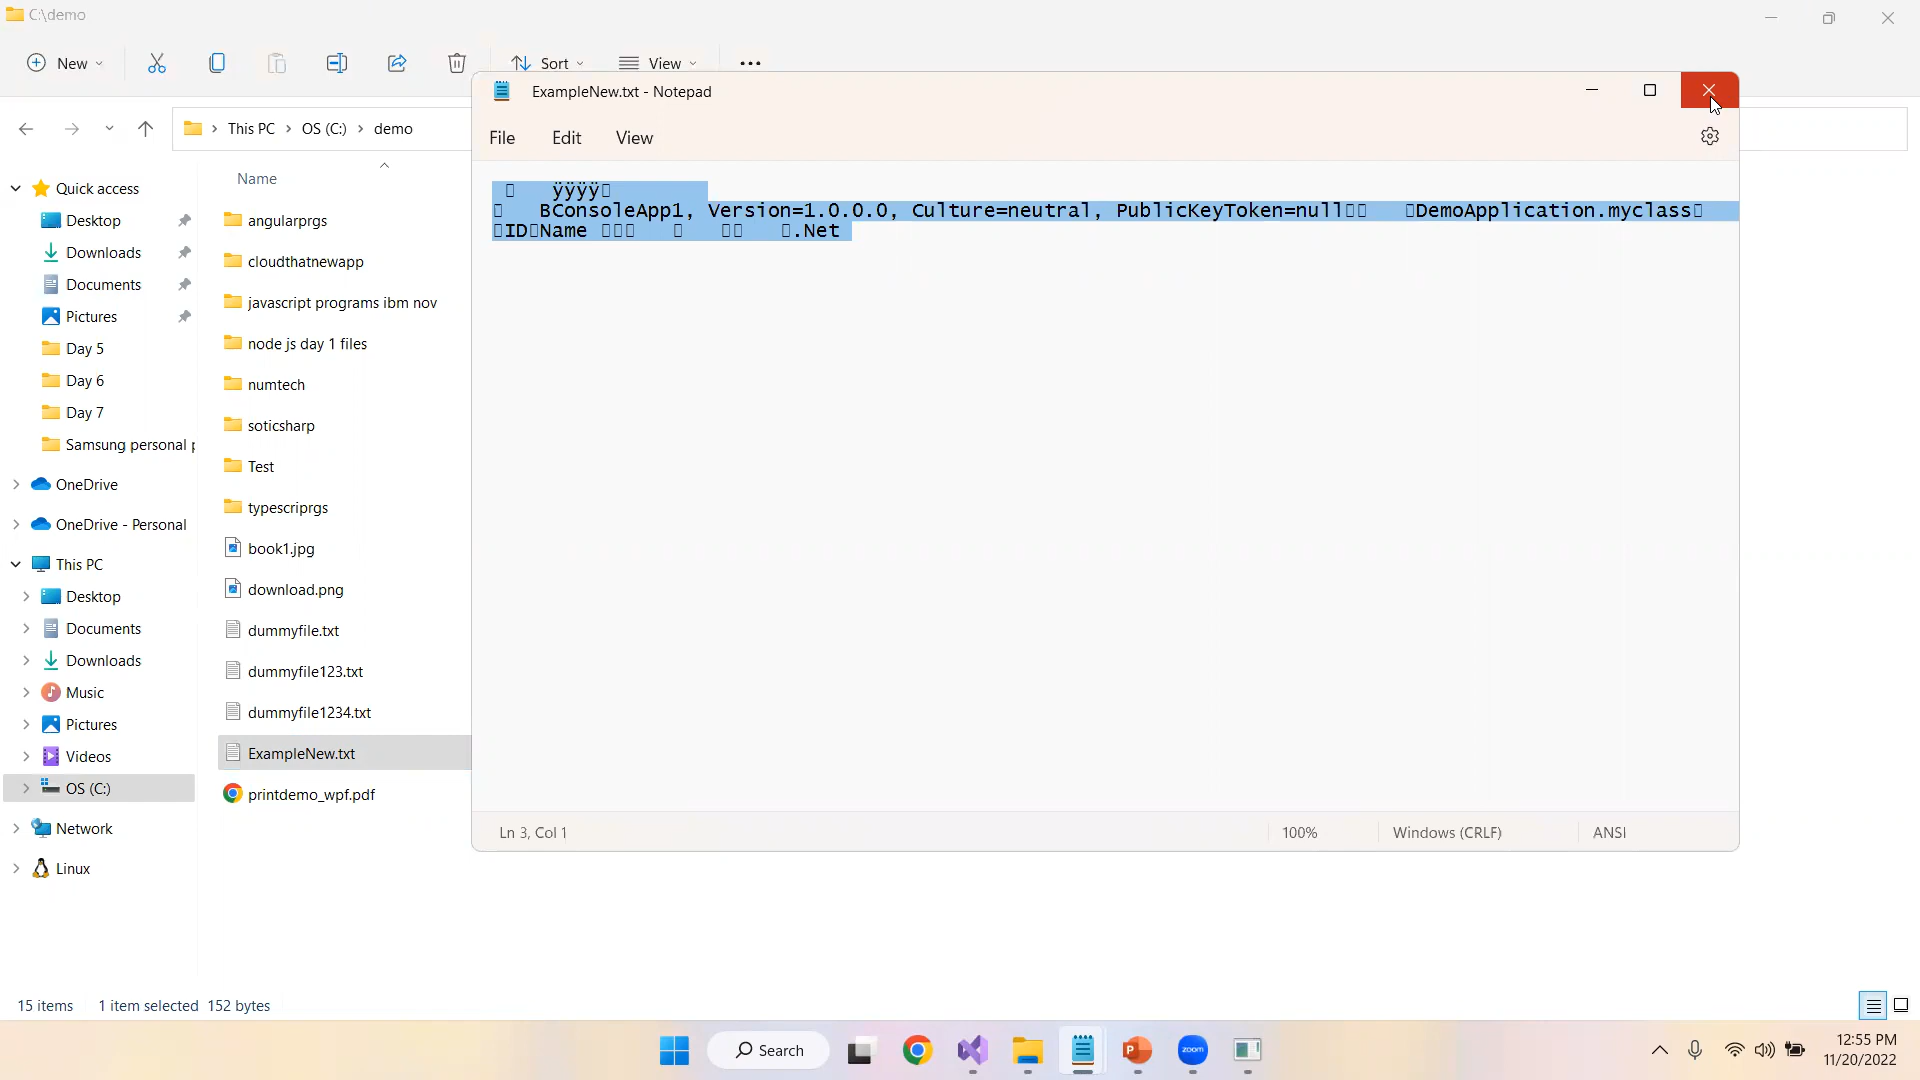 C:\demo
New
Sort
View
This PC
OS (C:)
demo
ExampleNew.txt - Notepad
File
Edit
View
ÿÿÿÿ
BConsoleApp1, Version=1.0.0.0, Culture=neutral, PublicKeyToken=null DemoApplication.myclass
ID Name .Net
Ln 3, Col 1
100%
Windows (CRLF)
ANSI
Quick access
Desktop
Downloads
Documents
Pictures
Day 5
Day 6
Day 7
Samsung personal
OneDrive
OneDrive - Personal
This PC
Desktop
Documents
Downloads
Music
Pictures
Videos
OS (C:)
Network
Linux
Name
angularprgs
cloudthatnewapp
javascript programs ibm nov
node js day 1 files
numtech
soticsharp
Test
typescriprgs
book1.jpg
download.png
dummyfile.txt
dummyfile123.txt
dummyfile1234.txt
ExampleNew.txt
printdemo_wpf.pdf
15 items
1 item selected 152 bytes
Search
zoom
12:55 PM
11/20/2022